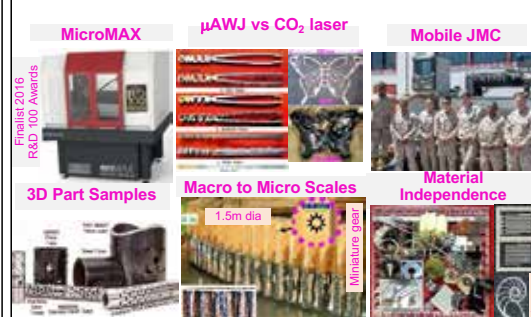 MicroMAX
µAWJ vs CO₂ laser
Mobile JMC
Finalist 2016
R&D 100 Awards
3D Part Samples
Macro to Micro Scales
Material
Independence
1.5m dia
Miniature gear